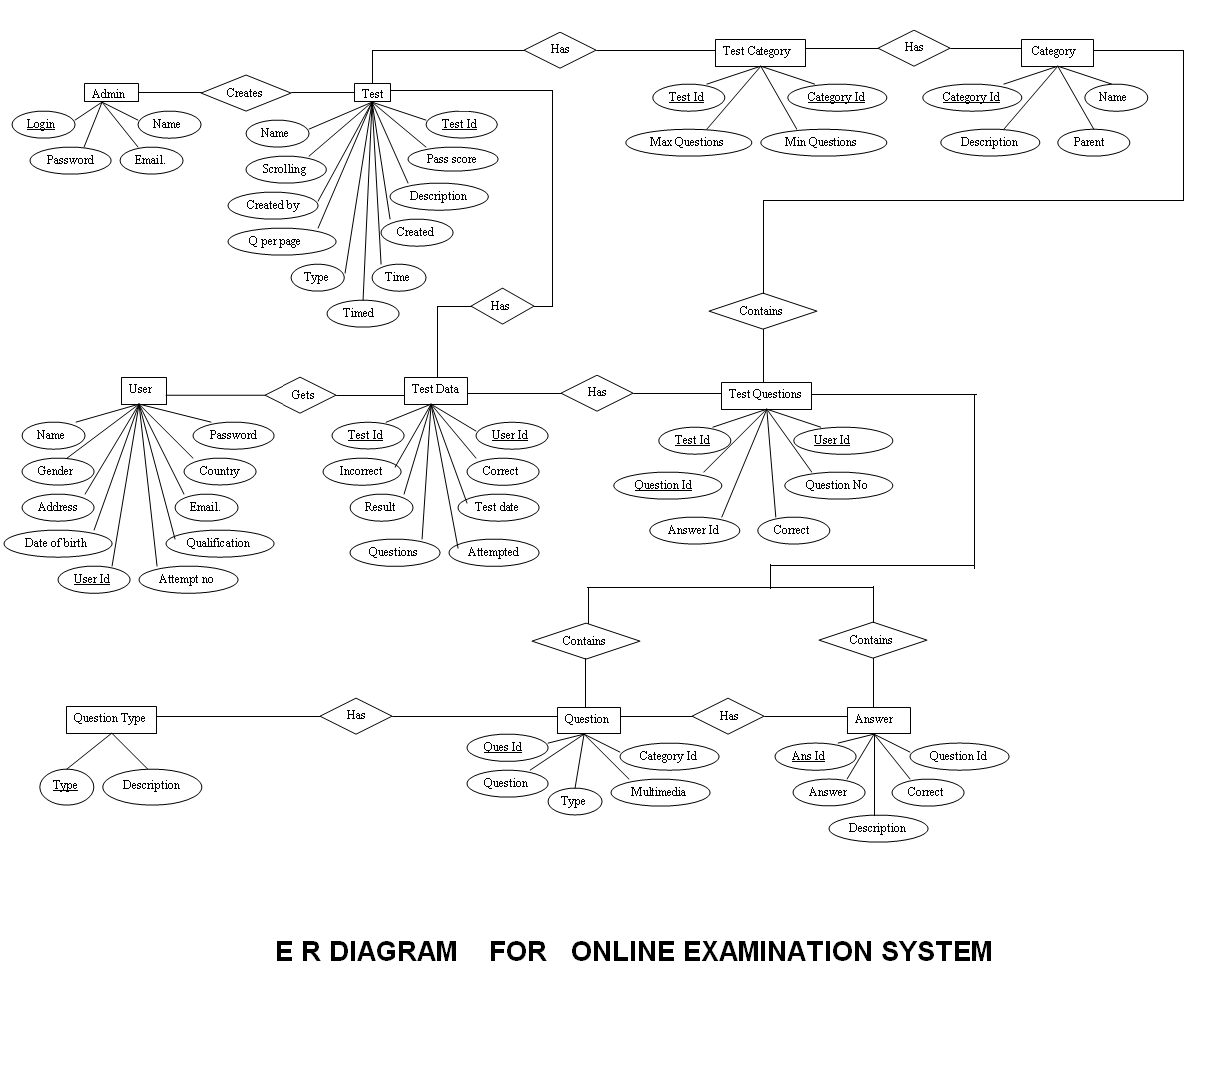 Has
Test Category
Has
Category
Admin
Creates
Test
Test Id
Category Id
Category Id
Name
Login
Name
Name
Test Id
Max Questions
Min Questions
Description
Parent
Password
Email.
Scrolling
Pass score
Created by
Description
Q per page
Created
Type
Time
Timed
Has
Contains
User
Gets
Test Data
Has
Test Questions
Name
Password
Test Id
User Id
Test Id
User Id
Gender
Country
Incorrect
Correct
Question Id
Question No
Address
Email.
Result
Test date
Answer Id
Correct
Date of birth
Qualification
Questions
Attempted
User Id
Attempt no
Contains
Contains
Question Type
Has
Question
Has
Answer
Ques Id
Category Id
Ans Id
Question Id
Type
Description
Question
Type
Multimedia
Answer
Correct
Description
E R DIAGRAM FOR ONLINE EXAMINATION SYSTEM